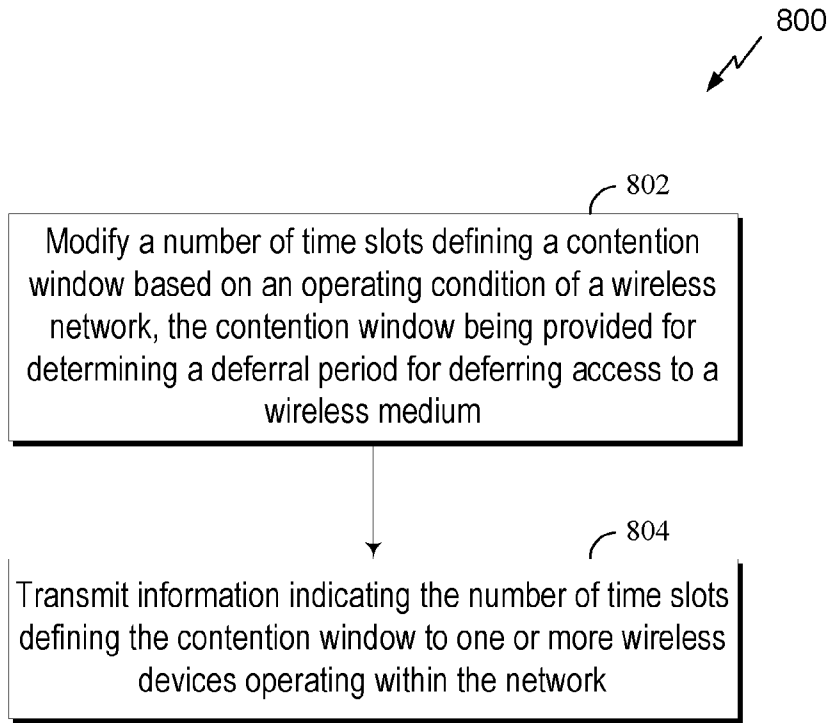 800
802
Modify a number of time slots defining a contention
window based on an operating condition of a wireless
network, the contention window being provided for
determining a deferral period for deferring access to a
wireless medium
804
Transmit information indicating the number of time slots
defining the contention window to one or more wireless
devices operating within the network